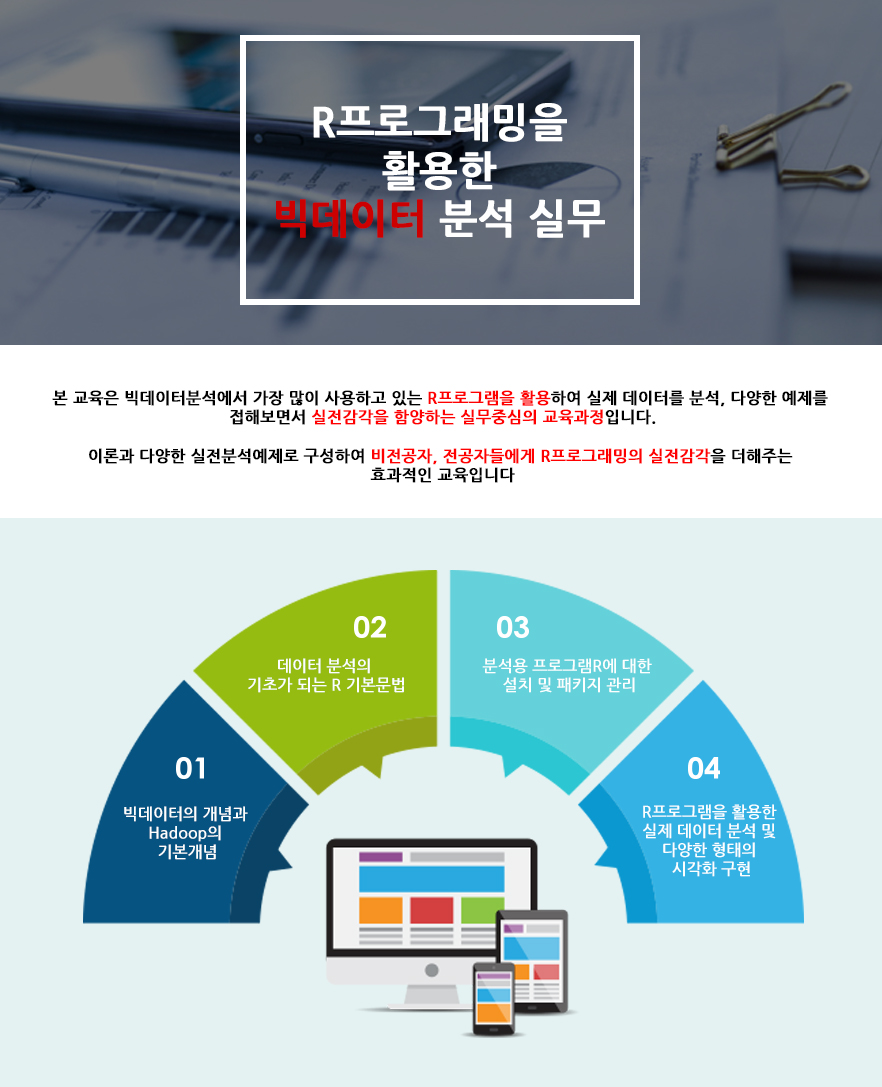 R프로그래밍을
활용한
빅데이터 분석 실무
본 교육은 빅데이터분석에서 가장 많이 사용하고 있는 R프로그램을 활용하여 실제 데이터를 분석, 다양한 예제를
접해보면서 실전감각을 함양하는 실무중심의 교육과정입니다.
이론과 다양한 실전분석예제로 구성하여 비전공자, 전공자들에게 R프로그래밍의 실전감각을 더해주는
효과적인 교육입니다
01
빅데이터의 개념과
Hadoop의
기본개념
02
데이터 분석의
기초가 되는 R 기본문법
03
분석용 프로그램R에 대한
설치 및 패키지 관리
04
R프로그램을 활용한
실제 데이터 분석 및
다양한 형태의
시각화 구현